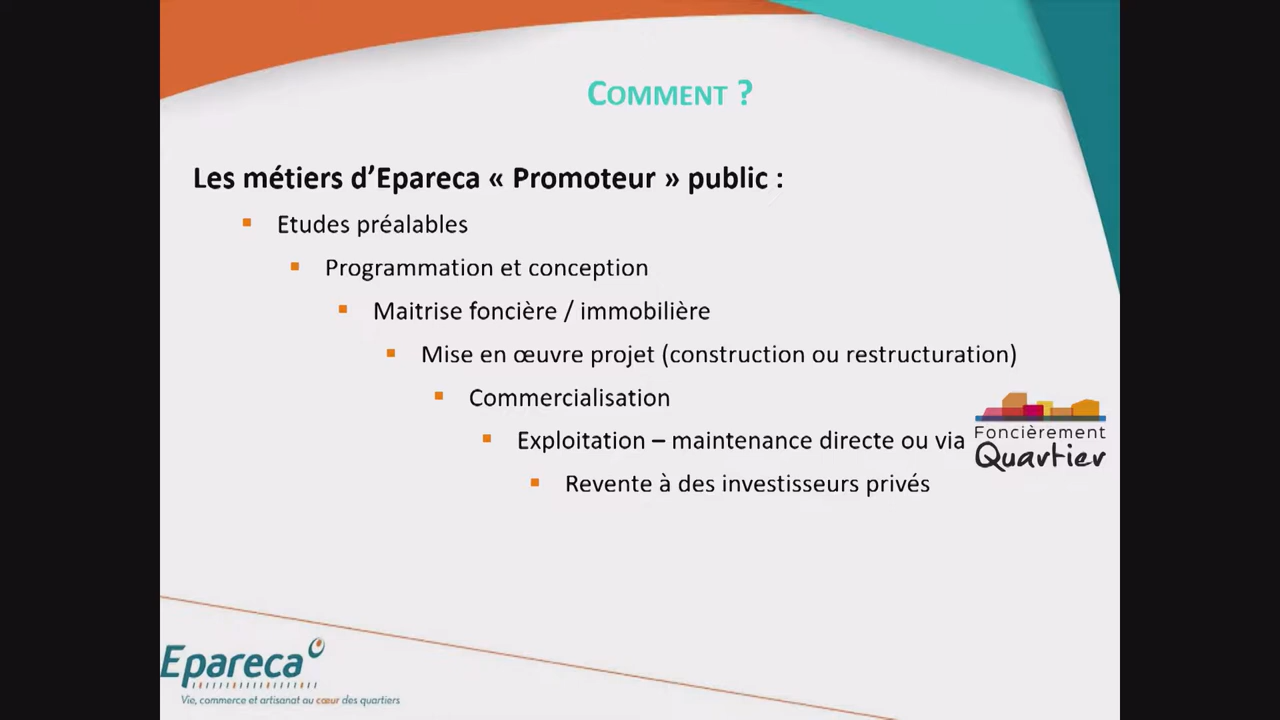 COMMENT ?
Les métiers d’Epareca « Promoteur » public :
Etudes préalables
Programmation et conception
Maitrise foncière / immobilière
Mise en œuvre projet (construction ou restructuration)
Commercialisation
Exploitation – maintenance directe ou via
Foncièrement
Quartier
Revente à des investisseurs privés
Epareca
Vie, commerce et artisanat au cœur des quartiers